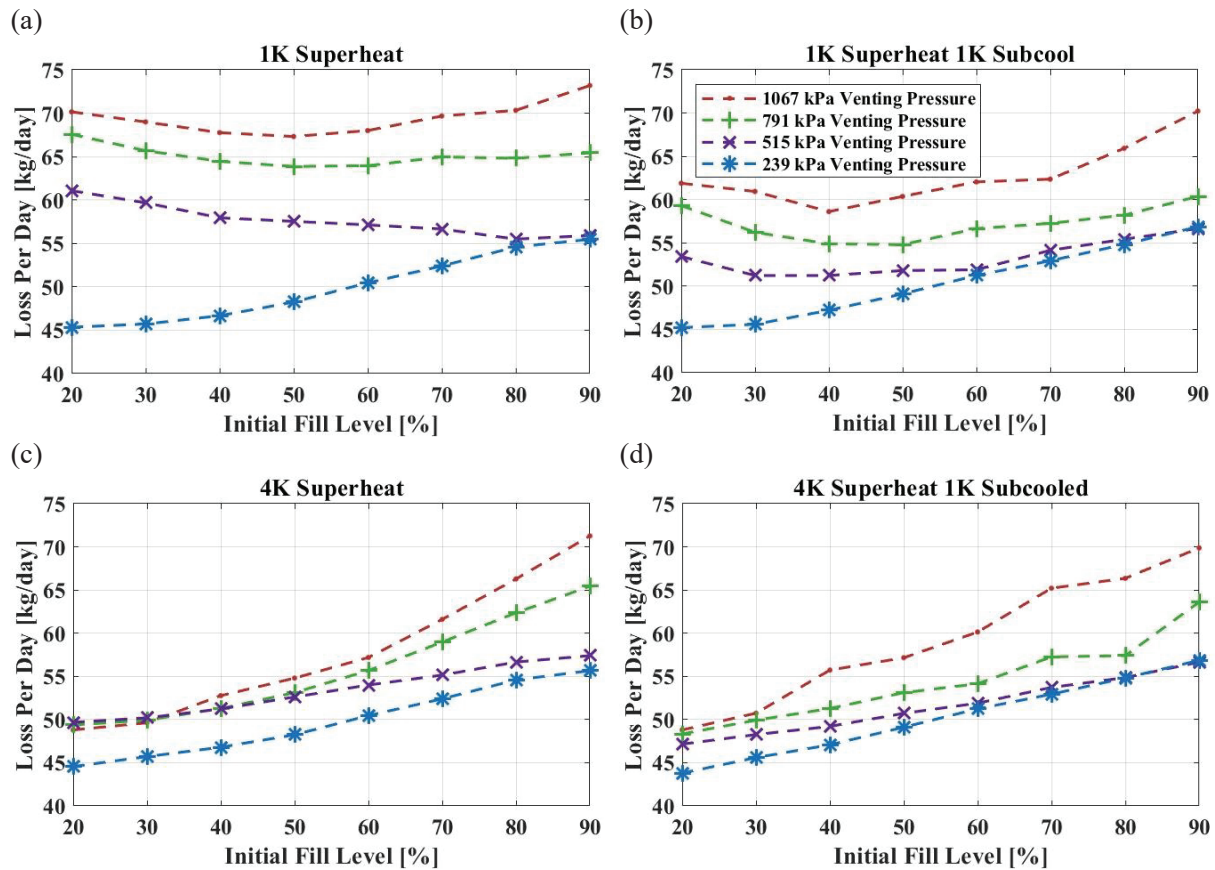 (a)
1K Superheat
Loss Per Day [kg/day]
75
70
65
60
55
50
45
40
20 30 40 50 60 70 80 90
Initial Fill Level [%]
(b)
1K Superheat 1K Subcool
Loss Per Day [kg/day]
75
70
65
60
55
50
45
40
1067 kPa Venting Pressure
791 kPa Venting Pressure
515 kPa Venting Pressure
239 kPa Venting Pressure
20 30 40 50 60 70 80 90
Initial Fill Level [%]
(c)
4K Superheat
Loss Per Day [kg/day]
75
70
65
60
55
50
45
40
20 30 40 50 60 70 80 90
Initial Fill Level [%]
(d)
4K Superheat 1K Subcooled
Loss Per Day [kg/day]
75
70
65
60
55
50
45
40
20 30 40 50 60 70 80 90
Initial Fill Level [%]